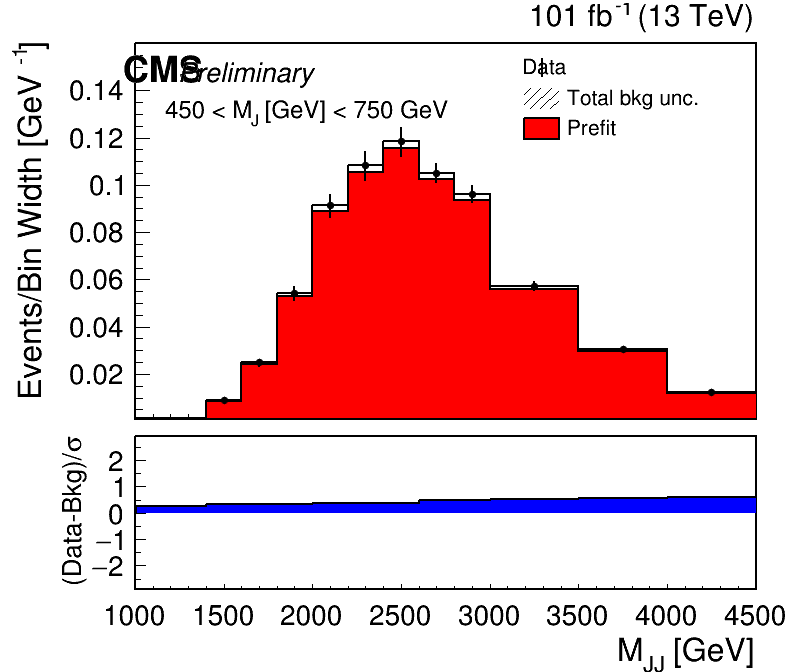 101 fb⁻¹ (13 TeV)
CMS Preliminary
450 < M_J [GeV] < 750 GeV
Data
Total bkg unc.
Prefit
Events/Bin Width [GeV⁻¹]
0.14
0.12
0.1
0.08
0.06
0.04
0.02
(Data-Bkg)/σ
2
1
0
−1
−2
1000 1500 2000 2500 3000 3500 4000 4500
M_JJ [GeV]